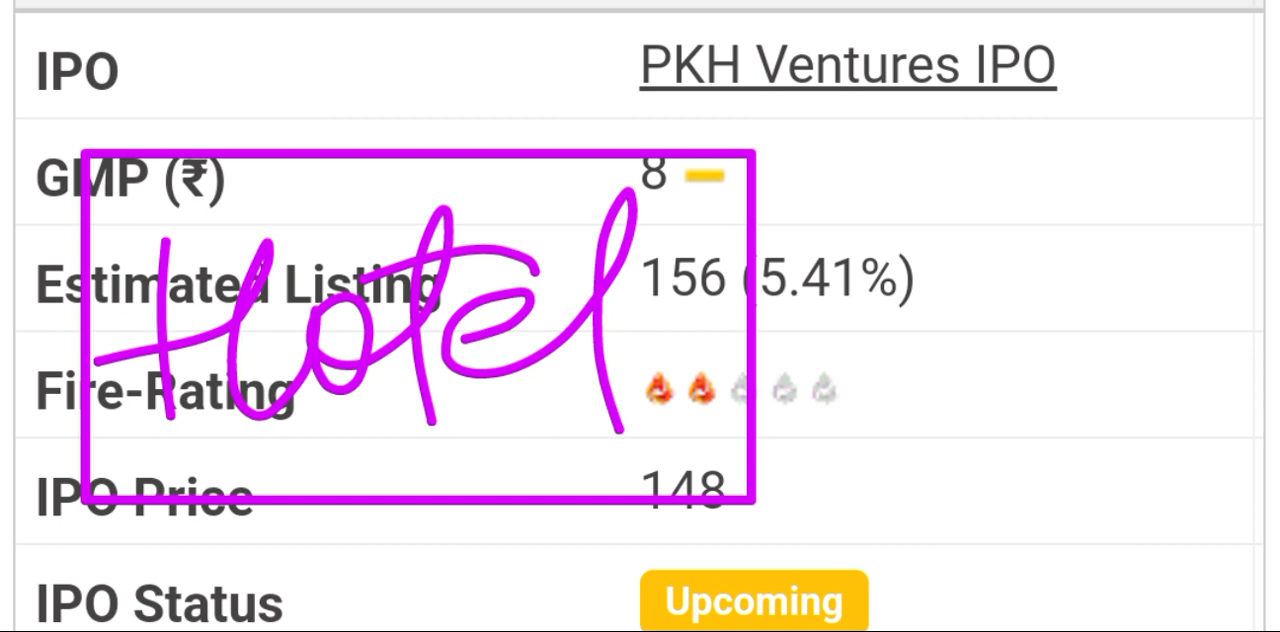 IPO PKH Ventures IPO
GMP (₹) 8
Estimated Listing 156 (5.41%)
Hotel
Fire-Rating
IPO Price 148
IPO Status Upcoming